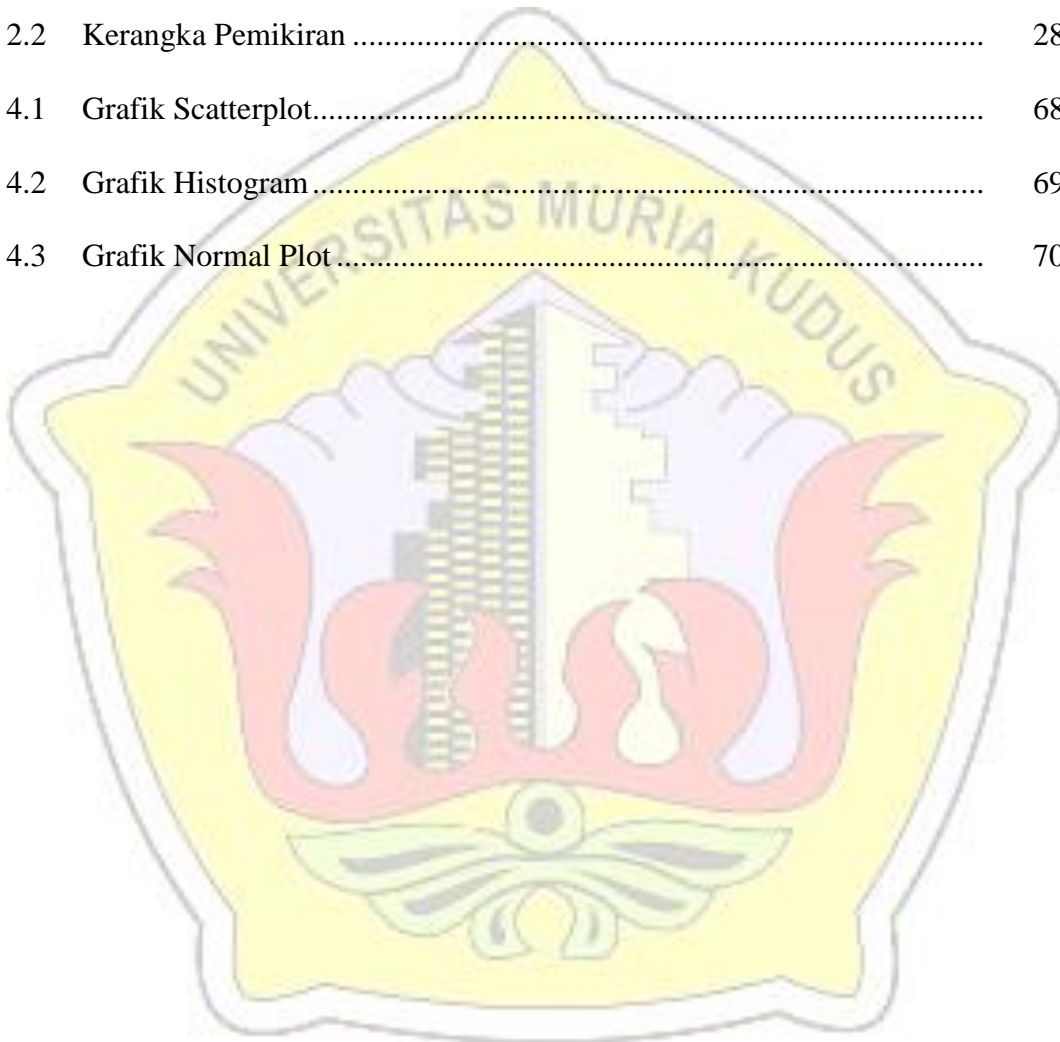 2.2 Kerangka Pemikiran ............................................................................... 28
4.1 Grafik Scatterplot.................................................................................... 68
4.2 Grafik Histogram.................................................................................... 69
4.3 Grafik Normal Plot................................................................................. 70
UNIVERSITAS MURIA KUDUS